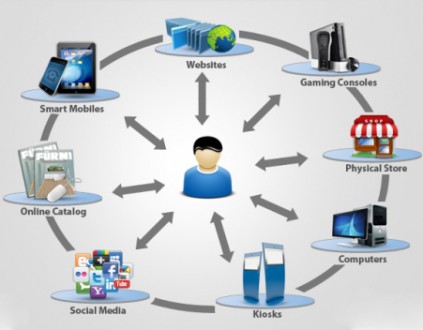 Websites
Gaming Consoles
Smart Mobiles
SHOP
Physical Store
FURNI
FURNI
Online Catalog
Computers
Social Media
Kiosks